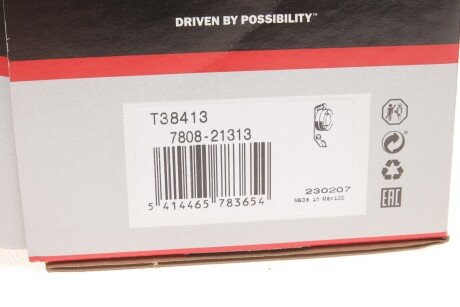 DRIVEN BY POSSIBILITY™
T38413
7808-21313
5 414465 783654
230207
Made in Mexico
EAC